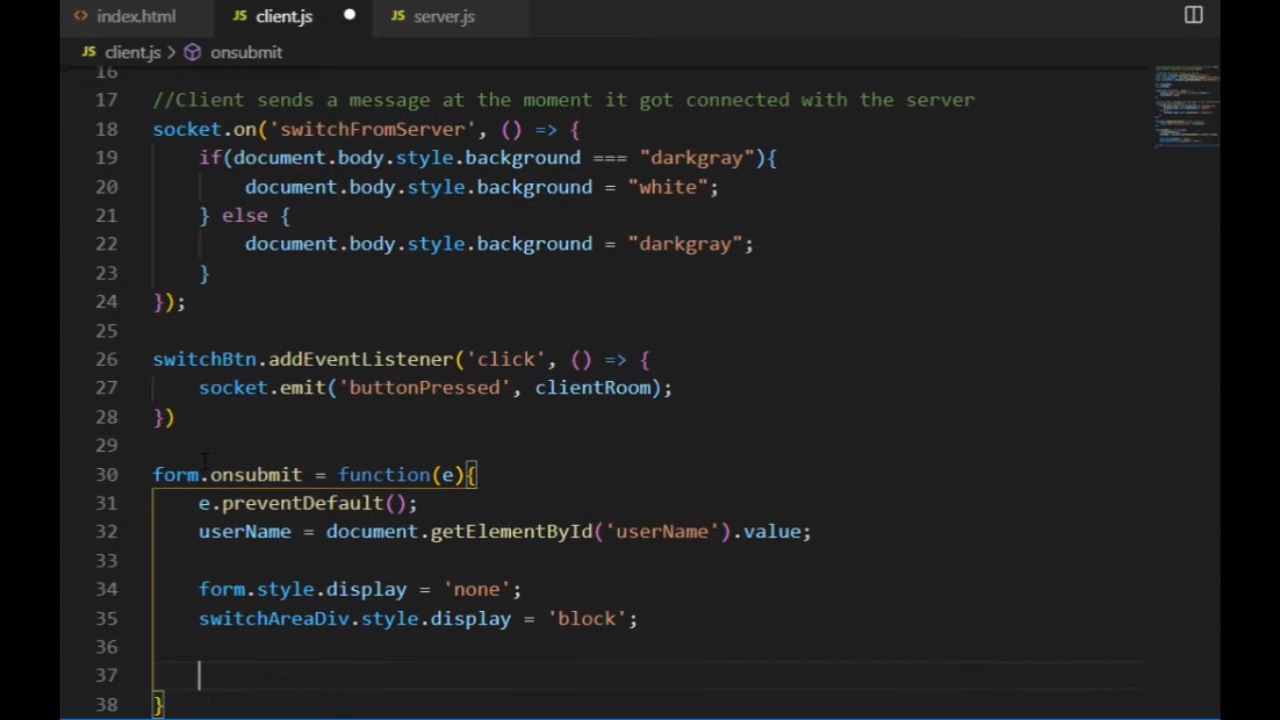 index.html JS client.js JS server.js
JS client.js > onsubmit
16
17 //Client sends a message at the moment it got connected with the server
18 socket.on('switchFromServer', () => {
19 if(document.body.style.background === "darkgray"){
20 document.body.style.background = "white";
21 } else {
22 document.body.style.background = "darkgray";
23 }
24 });
25
26 switchBtn.addEventListener('click', () => {
27 socket.emit('buttonPressed', clientRoom);
28 })
29
30 form.onsubmit = function(e){
31 e.preventDefault();
32 userName = document.getElementById('userName').value;
33
34 form.style.display = 'none';
35 switchAreaDiv.style.display = 'block';
36
37
38 }